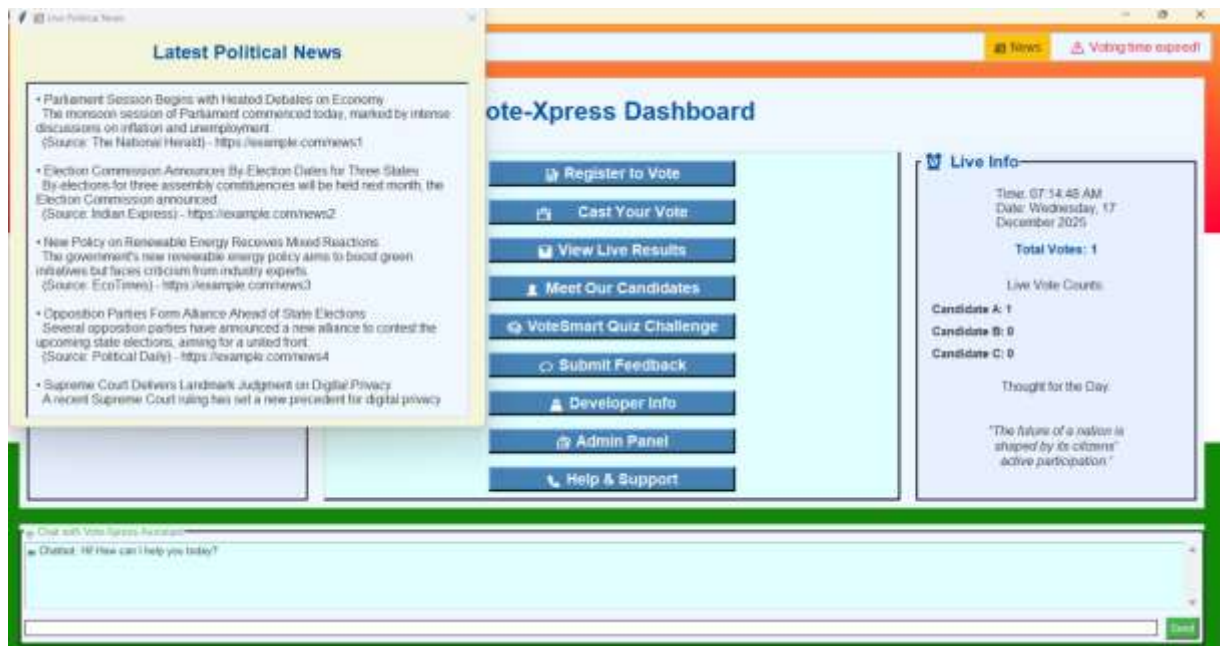 Live Political News
Latest Political News
• Parliament Session Begins with Heated Debates on Economy
The monsoon session of Parliament commenced today, marked by intense
discussions on inflation and unemployment.
(Source: The National Herald) - https://example.com/news1
• Election Commission Announces By-Election Dates for Three States
By-elections for three assembly constituencies will be held next month, the
Election Commission announced.
(Source: Indian Express) - https://example.com/news2
• New Policy on Renewable Energy Receives Mixed Reactions
The government's new renewable energy policy aims to boost green
initiatives but faces criticism from industry experts.
(Source: EcoTimes) - https://example.com/news3
• Opposition Parties Form Alliance Ahead of State Elections
Several opposition parties have announced a new alliance to contest the
upcoming state elections, aiming for a united front.
(Source: Political Daily) - https://example.com/news4
• Supreme Court Delivers Landmark Judgment on Digital Privacy
A recent Supreme Court ruling has set a new precedent for digital privacy
News
Voting time expired!
ote-Xpress Dashboard
Register to Vote
Cast Your Vote
View Live Results
Meet Our Candidates
VoteSmart Quiz Challenge
Submit Feedback
Developer Info
Admin Panel
Help & Support
Live Info
Time: 07:14:48 AM
Date: Wednesday, 17
December 2025
Total Votes: 1
Live Vote Counts:
Candidate A: 1
Candidate B: 0
Candidate C: 0
Thought for the Day:
"The future of a nation is
shaped by its citizens'
active participation."
Chat with Vote-Xpress Assistant
Chatbot: Hi! How can I help you today?
Send